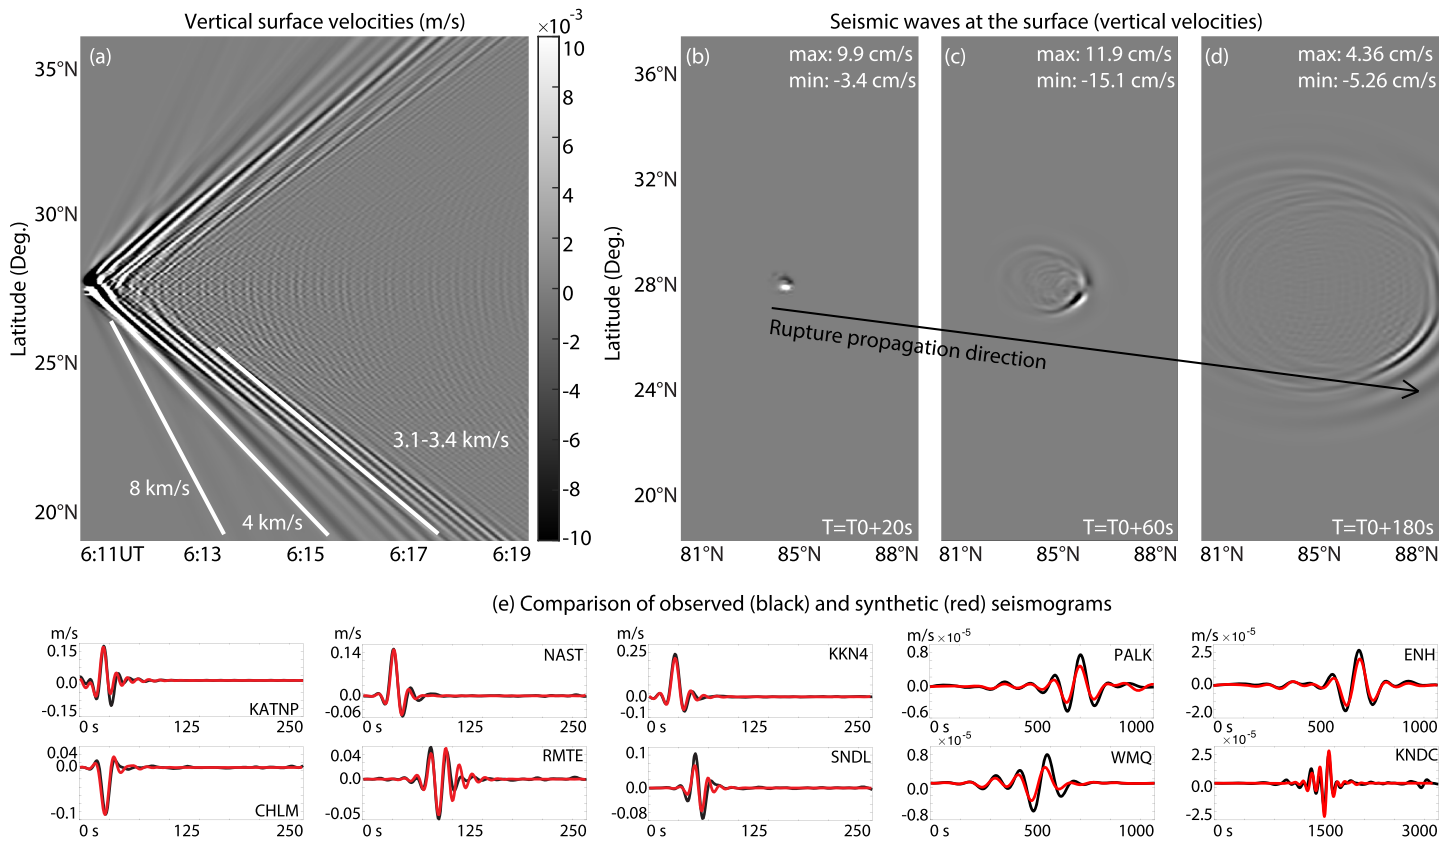 Vertical surface velocities (m/s)
×10⁻³
Seismic waves at the surface (vertical velocities)
(a)
35°N
30°N
25°N
20°N
Latitude (Deg.)
8 km/s
4 km/s
3.1-3.4 km/s
6:11UT 6:13 6:15 6:17 6:19
10
8
6
4
2
0
-2
-4
-6
-8
-10
(b)
max: 9.9 cm/s
min: -3.4 cm/s
(c)
max: 11.9 cm/s
min: -15.1 cm/s
(d)
max: 4.36 cm/s
min: -5.26 cm/s
36°N
32°N
28°N
24°N
20°N
Latitude (Deg.)
Rupture propagation direction
T=T0+20s
T=T0+60s
T=T0+180s
81°N 85°N 88°N
81°N 85°N 88°N
81°N 85°N 88°N
(e) Comparison of observed (black) and synthetic (red) seismograms
m/s
0.15
0.0
-0.15
KATNP
0 s 125 250
m/s
0.14
0.0
-0.06
NAST
0 s 125 250
m/s
0.25
0.0
-0.1
KKN4
0 s 125 250
m/s ×10⁻⁵
0.8
0.0
-0.6
PALK
0 s 500 1000
m/s ×10⁻⁵
2.5
0.0
-2.0
ENH
0 s 500 1000
0.04
0.0
-0.1
CHLM
0 s 125 250
0.04
0.0
-0.05
RMTE
0 s 125 250
0.1
0.0
-0.08
SNDL
0 s 125 250
×10⁻⁵
0.8
0.0
-0.8
WMQ
0 s 500 1000
×10⁻⁵
2.5
0.0
-2.5
KNDC
0 s 1500 3000